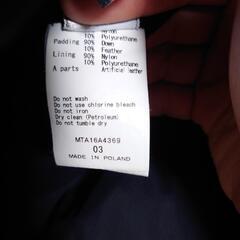 10% Polyurethane
Padding 90% Down
10% Feather
Lining 90% Nylon
10% Polyurethane
A parts Artificial leather
Do not wash
Do not use chlorine bleach
Do not iron
Dry clean (Petroleum)
Do not tumble dry
MTA16A4369
03
MADE IN POLAND